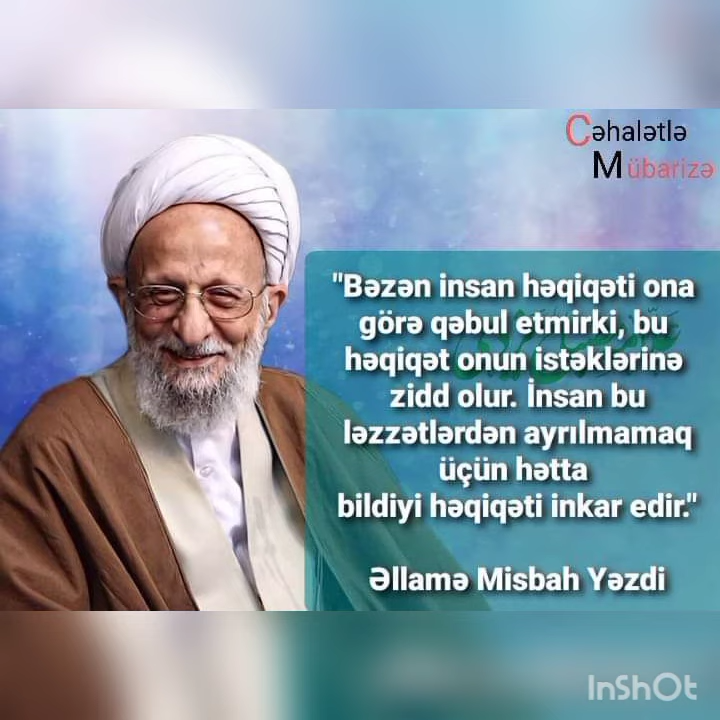 Cəhalətlə
Mübarizə
"Bəzən insan həqiqəti ona
görə qəbul etmirki, bu
həqiqət onun istəklərinə
zidd olur. İnsan bu
ləzzətlərdən ayrılmamaq
üçün hətta
bildiyi həqiqəti inkar edir."
Əllamə Misbah Yəzdi
InShOt